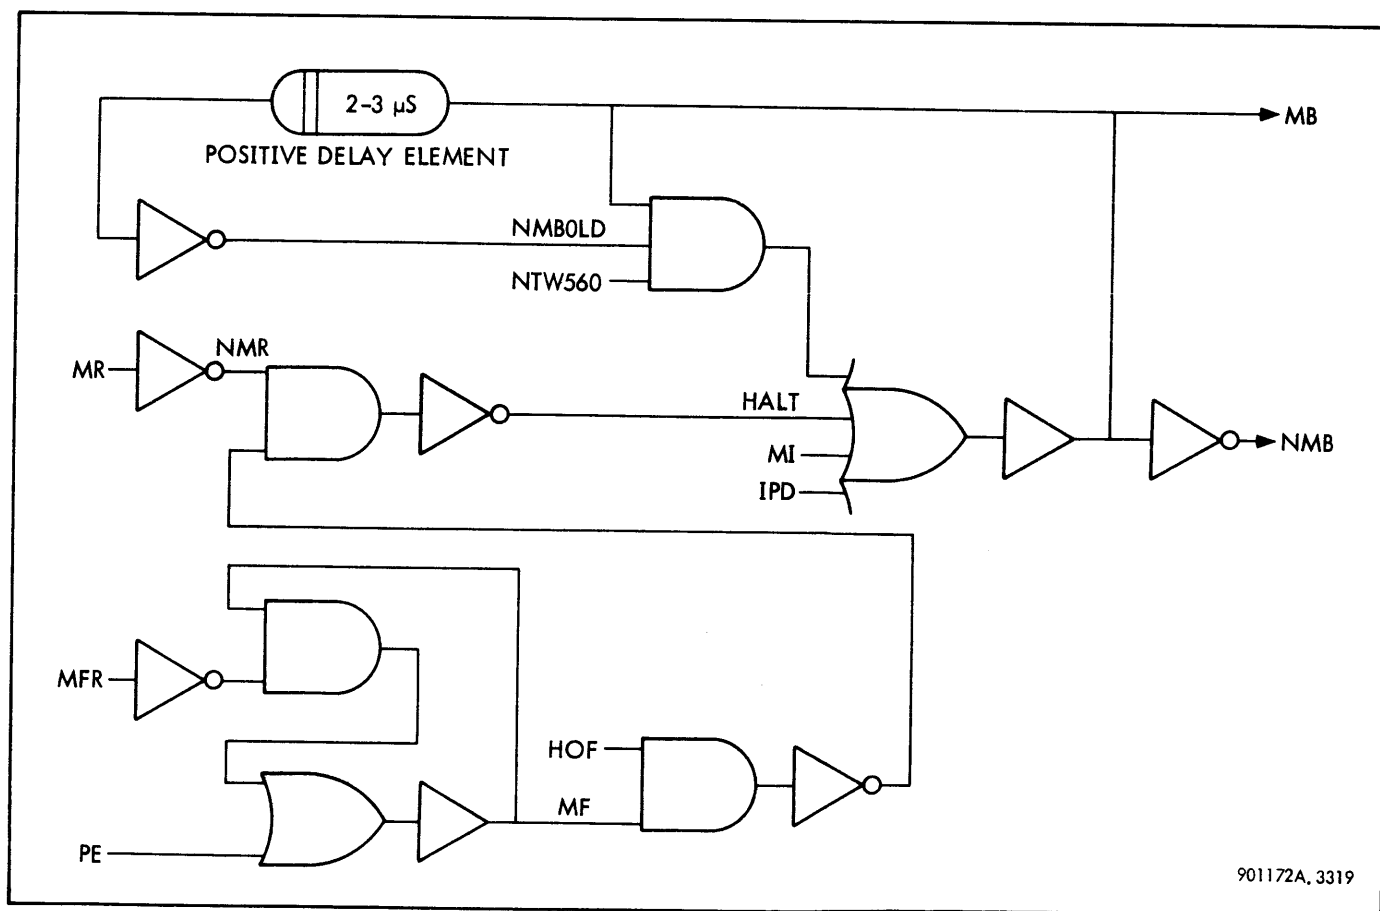 2-3 µS
MB
POSITIVE DELAY ELEMENT
NMB0LD
NTW560
NMR
MR
HALT
MI
NMB
IPD
MFR
HOF
MF
PE
901172A. 3319